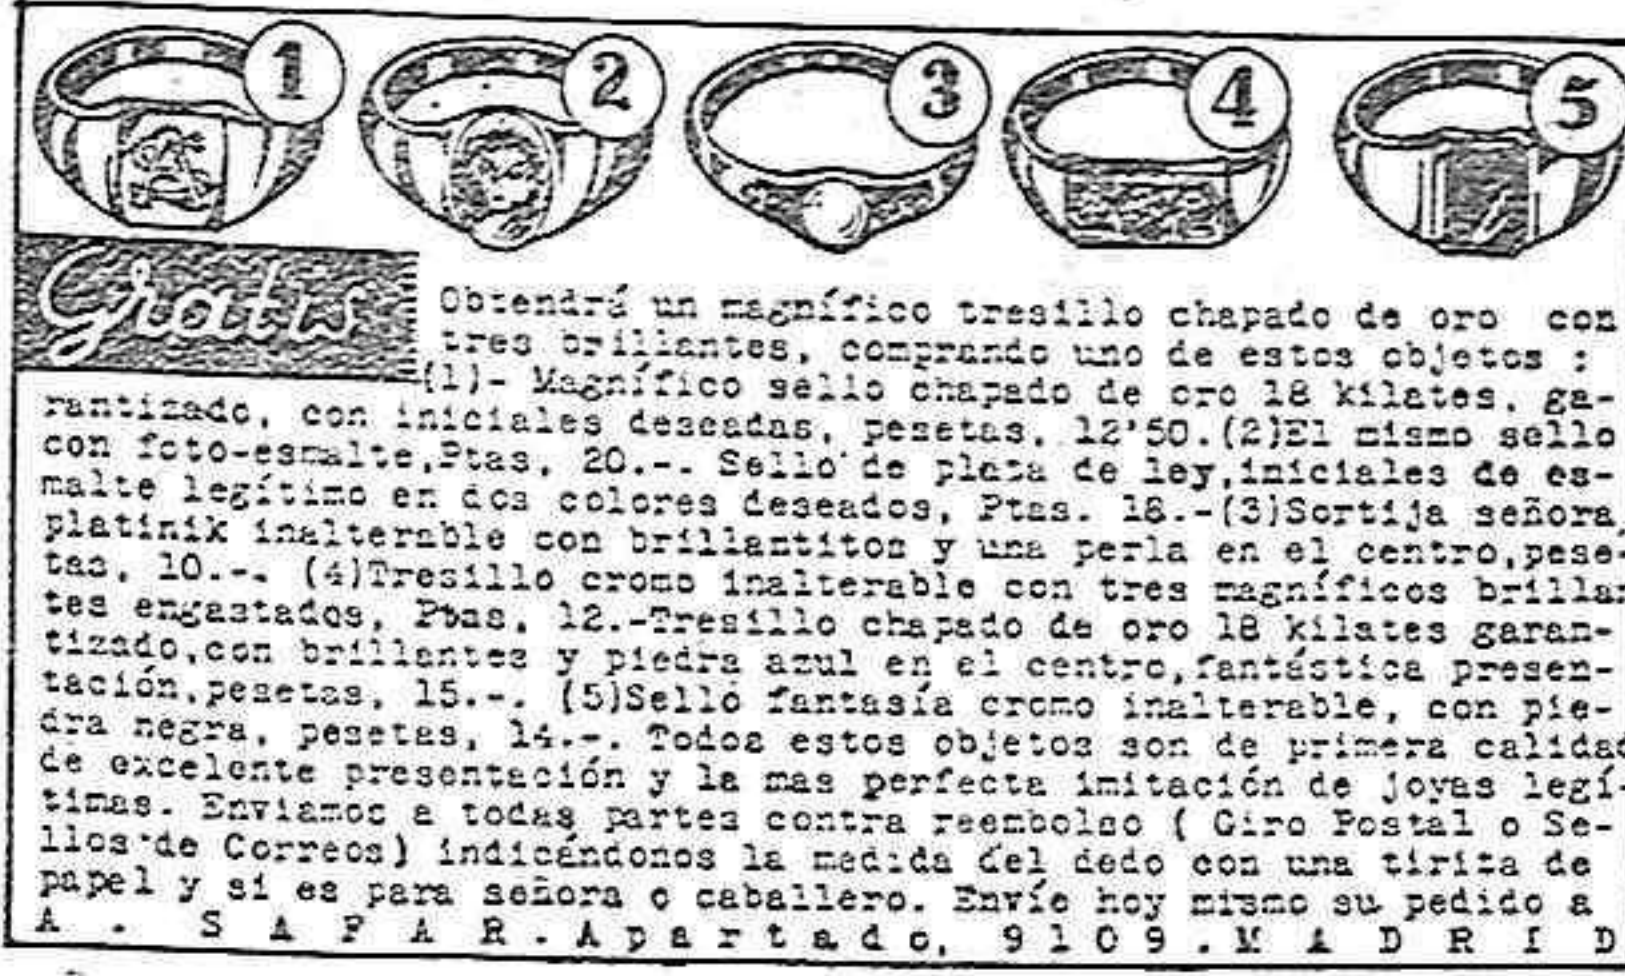 1 2 3 4 5
Gratis
Obtendrá un magnífico tresillo chapado de oro con
tres brillantes, comprando uno de estos objetos :
(1)- Magnífico sello chapado de oro 18 kilates, ga-
rantizado, con iniciales deseadas, pesetas, 12'50.(2)El mismo sello
con foto-esmalte,Ptas, 20.-. Sello de plata de ley,iniciales de es-
malte legítimo en dos colores deseados, Ptas. 18.-(3)Sortija señora,
platinik inalterable con brillantitos y una perla en el centro,pese-
tas, 10.-. (4)Tresillo cromo inalterable con tres magníficos brillan
tes engastados, Ptas, 12.-Tresillo chapado de oro 18 kilates garan-
tizado,con brillantes y piedra azul en el centro,fantástica presen-
tación,pesetas, 15.-. (5)Sello fantasía cromo inalterable, con pie-
dra negra, pesetas, 14.-. Todos estos objetos son de primera calidad
de excelente presentación y la mas perfecta imitación de joyas legí-
timas. Enviamos a todas partes contra reembolso ( Giro Postal o Se-
llos de Correos) indicándonos la medida del dedo con una tirita de
papel y si es para señora o caballero. Envíe hoy mismo su pedido a
A. SAFAR.Apartado, 9109.MADRID